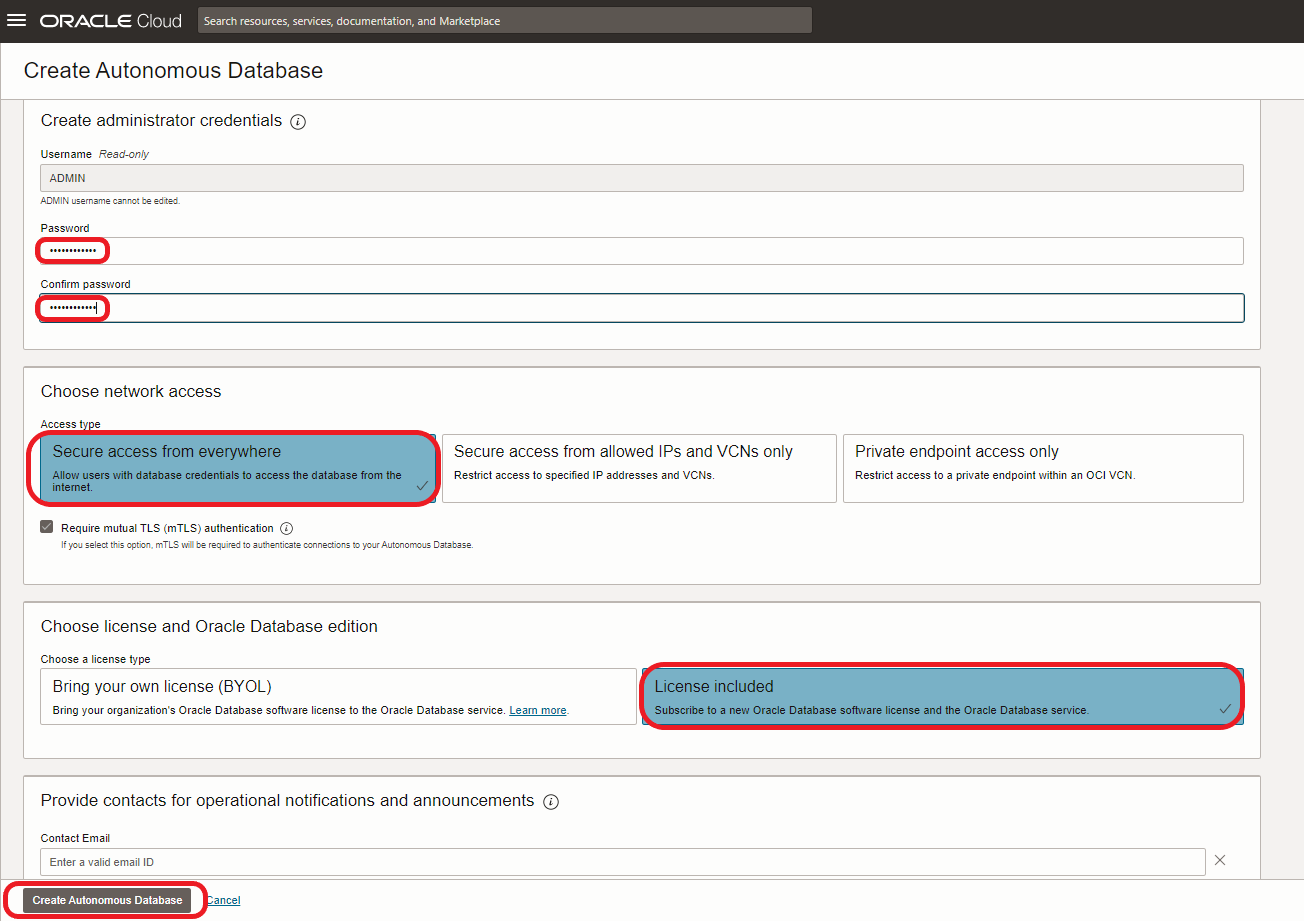 ORACLE Cloud
Search resources, services, documentation, and Marketplace
Create Autonomous Database
Create administrator credentials
Username Read-only
ADMIN
ADMIN username cannot be edited.
Password
••••••••••••
Confirm password
••••••••••••
Choose network access
Access type
Secure access from everywhere
Allow users with database credentials to access the database from the
internet.
Secure access from allowed IPs and VCNs only
Restrict access to specified IP addresses and VCNs.
Private endpoint access only
Restrict access to a private endpoint within an OCI VCN.
Require mutual TLS (mTLS) authentication
If you select this option, mTLS will be required to authenticate connections to your Autonomous Database.
Choose license and Oracle Database edition
Choose a license type
Bring your own license (BYOL)
Bring your organization's Oracle Database software license to the Oracle Database service. Learn more.
License included
Subscribe to a new Oracle Database software license and the Oracle Database service.
Provide contacts for operational notifications and announcements
Contact Email
Enter a valid email ID
Create Autonomous Database
Cancel